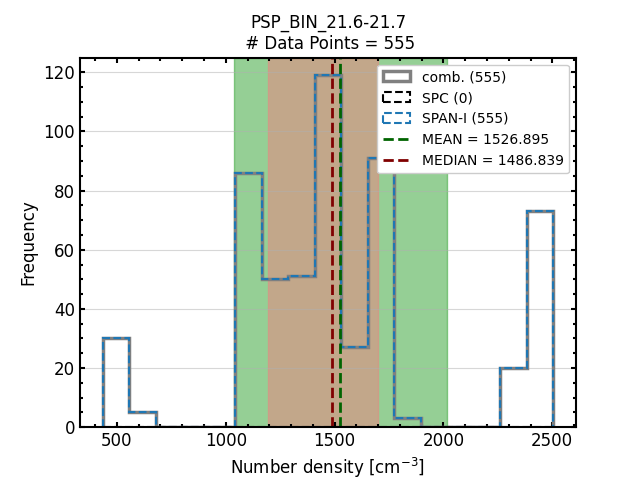 PSP_BIN_21.6-21.7
# Data Points = 555
comb. (555)
SPC (0)
SPAN-I (555)
MEAN = 1526.895
MEDIAN = 1486.839
Frequency
120
100
80
60
40
20
0
500 1000 1500 2000 2500
Number density [cm⁻³]